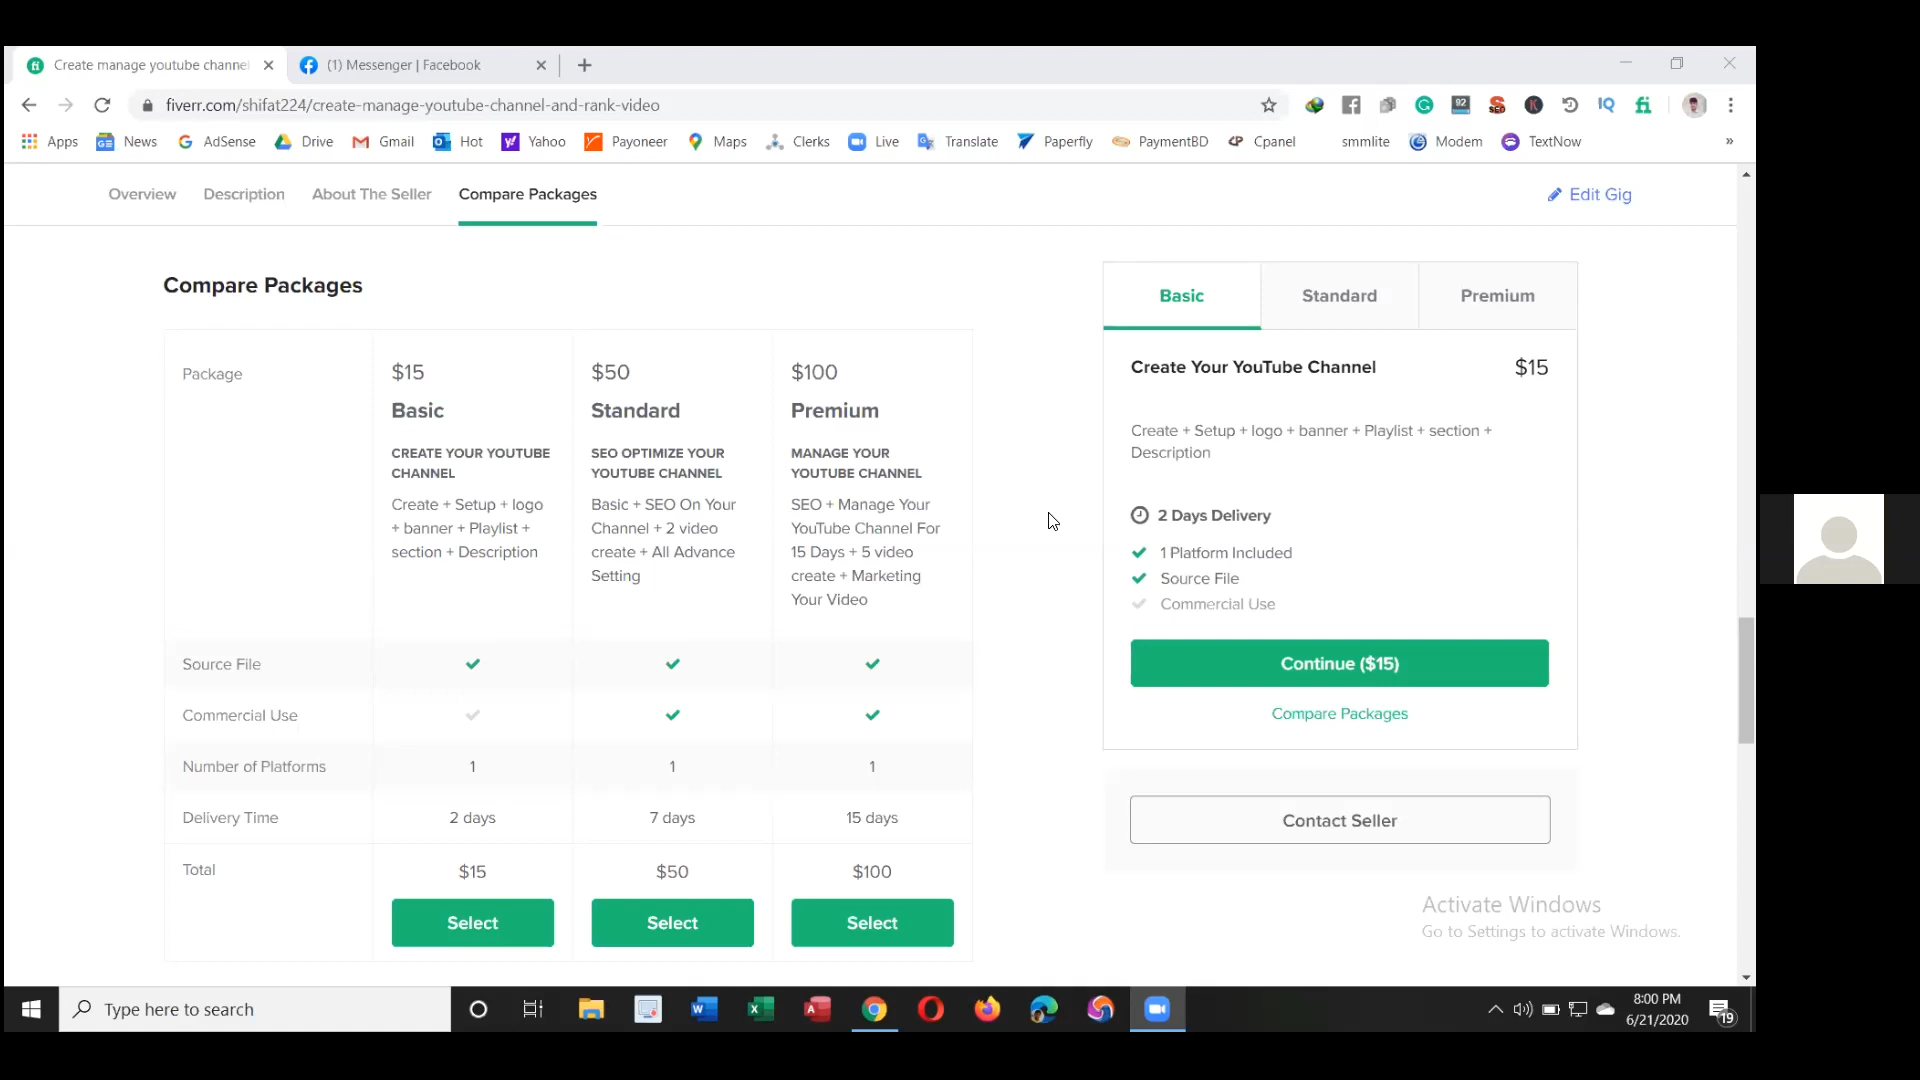 Create manage youtube channe
(1) Messenger | Facebook
fiverr.com/shifat224/create-manage-youtube-channel-and-rank-video
92
IQ
fi
Apps
News
AdSense
Drive
Gmail
Hot
Yahoo
Payoneer
Maps
Clerks
Live
Translate
Paperfly
PaymentBD
Cpanel
smmlite
Modem
TextNow
»
Overview
Description
About The Seller
Compare Packages
Edit Gig
Compare Packages
Package
$15
Basic
CREATE YOUR YOUTUBE
CHANNEL
Create + Setup + logo
+ banner + Playlist +
section + Description
$50
Standard
SEO OPTIMIZE YOUR
YOUTUBE CHANNEL
Basic + SEO On Your
Channel + 2 video
create + All Advance
Setting
$100
Premium
MANAGE YOUR
YOUTUBE CHANNEL
SEO + Manage Your
YouTube Channel For
15 Days + 5 video
create + Marketing
Your Video
Source File
Commercial Use
Number of Platforms 1 1 1
Delivery Time 2 days 7 days 15 days
Total $15 $50 $100
Select Select Select
Basic
Standard
Premium
Create Your YouTube Channel $15
Create + Setup + logo + banner + Playlist + section +
Description
2 Days Delivery
1 Platform Included
Source File
Commercial Use
Continue ($15)
Compare Packages
Contact Seller
Activate Windows
Go to Settings to activate Windows.
Type here to search
8:00 PM
6/21/2020
19